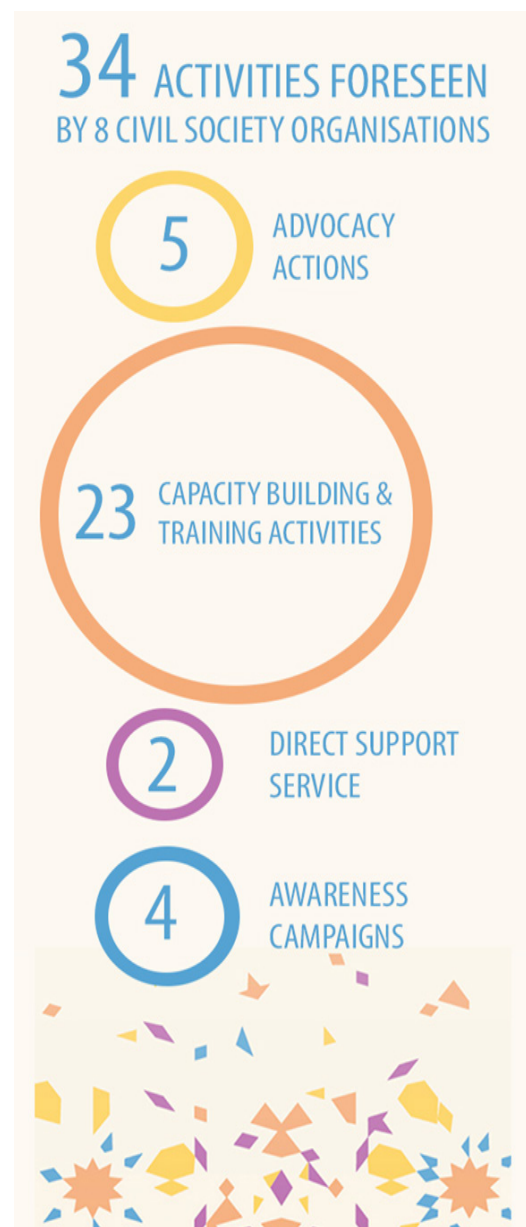 34 ACTIVITIES FORESEEN
BY 8 CIVIL SOCIETY ORGANISATIONS
5 ADVOCACY
ACTIONS
23 CAPACITY BUILDING &
TRAINING ACTIVITIES
2 DIRECT SUPPORT
SERVICE
4 AWARENESS
CAMPAIGNS